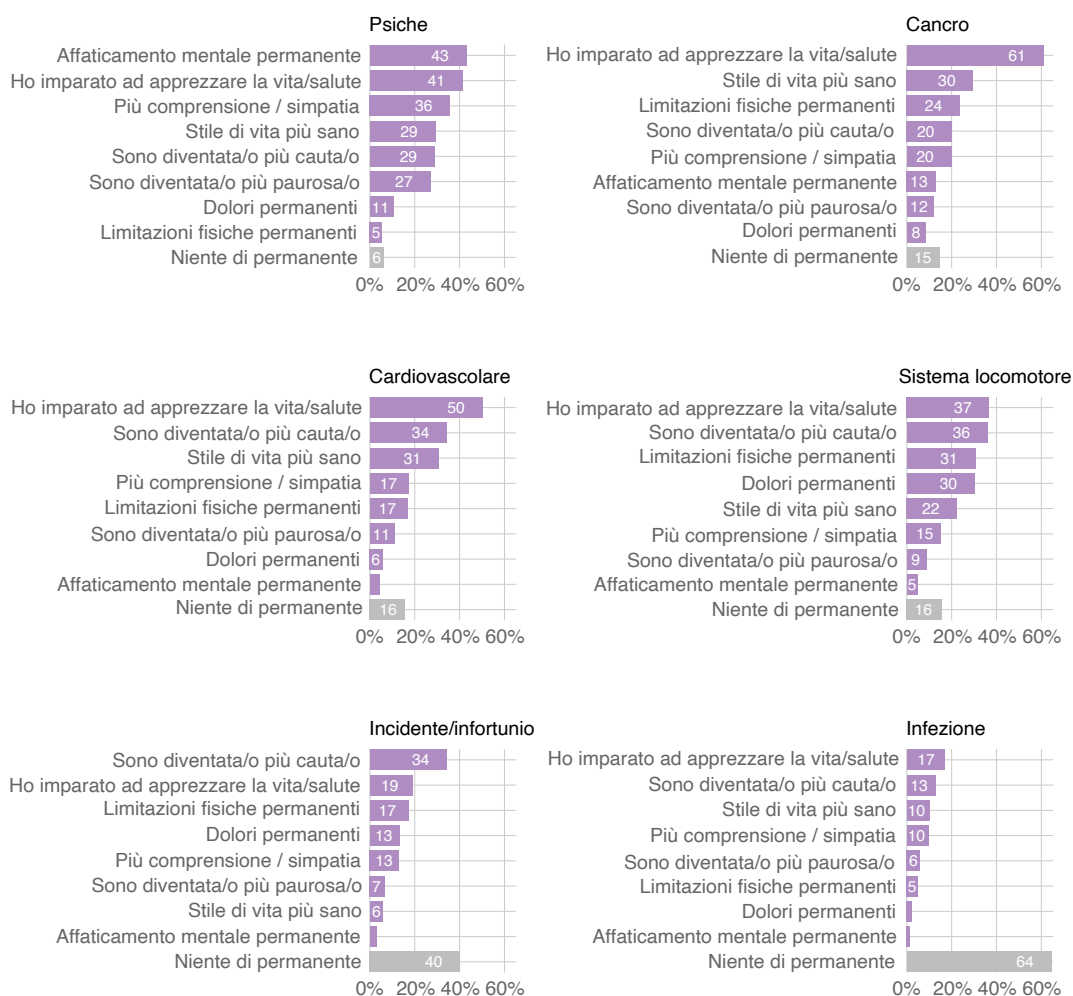 Psiche
Affaticamento mentale permanente 43
Ho imparato ad apprezzare la vita/salute 41
Più comprensione / simpatia 36
Stile di vita più sano 29
Sono diventata/o più cauta/o 29
Sono diventata/o più paurosa/o 27
Dolori permanenti 11
Limitazioni fisiche permanenti 5
Niente di permanente 6
0% 20% 40% 60%
Cancro
Ho imparato ad apprezzare la vita/salute 61
Stile di vita più sano 30
Limitazioni fisiche permanenti 24
Sono diventata/o più cauta/o 20
Più comprensione / simpatia 20
Affaticamento mentale permanente 13
Sono diventata/o più paurosa/o 12
Dolori permanenti 8
Niente di permanente 15
0% 20% 40% 60%
Cardiovascolare
Ho imparato ad apprezzare la vita/salute 50
Sono diventata/o più cauta/o 34
Stile di vita più sano 31
Più comprensione / simpatia 17
Limitazioni fisiche permanenti 17
Sono diventata/o più paurosa/o 11
Dolori permanenti 6
Affaticamento mentale permanente
Niente di permanente 16
0% 20% 40% 60%
Sistema locomotore
Ho imparato ad apprezzare la vita/salute 37
Sono diventata/o più cauta/o 36
Limitazioni fisiche permanenti 31
Dolori permanenti 30
Stile di vita più sano 22
Più comprensione / simpatia 15
Sono diventata/o più paurosa/o 9
Affaticamento mentale permanente 5
Niente di permanente 16
0% 20% 40% 60%
Incidente/infortunio
Sono diventata/o più cauta/o 34
Ho imparato ad apprezzare la vita/salute 19
Limitazioni fisiche permanenti 17
Dolori permanenti 13
Più comprensione / simpatia 13
Sono diventata/o più paurosa/o 7
Stile di vita più sano 6
Affaticamento mentale permanente
Niente di permanente 40
0% 20% 40% 60%
Infezione
Ho imparato ad apprezzare la vita/salute 17
Sono diventata/o più cauta/o 13
Stile di vita più sano 10
Più comprensione / simpatia 10
Sono diventata/o più paurosa/o 6
Limitazioni fisiche permanenti 5
Dolori permanenti
Affaticamento mentale permanente
Niente di permanente 64
0% 20% 40% 60%